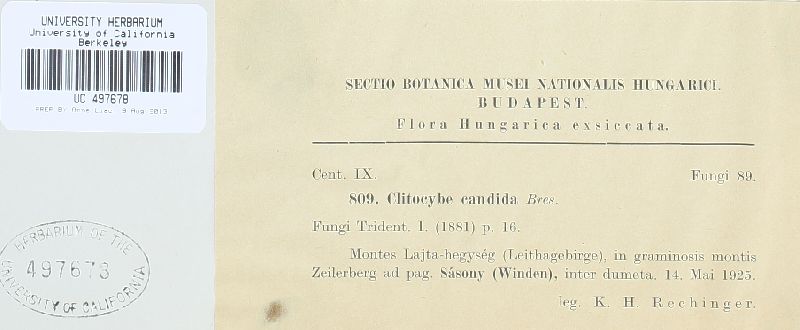 UNIVERSITY HERBARIUM
University of California
Berkeley
UC 497678
SECTIO BOTANICA MUSEI NATIONALIS HUNGARICI.
BUDAPEST.
Flora Hungarica exsiccata.
Cent. IX. Fungi 89.
809. Clitocybe candida Bres.
Fungi Trident. I. (1881) p. 16.
Montes Lajta-hegység (Leithagebirge), in graminosis montis
Zeilerberg ad pag. Sásony (Winden), inter dumeta. 14. Mai 1925.
leg. K. H. Rechinger.
HERBARIUM OF THE
497678
UNIVERSITY OF CALIFORNIA